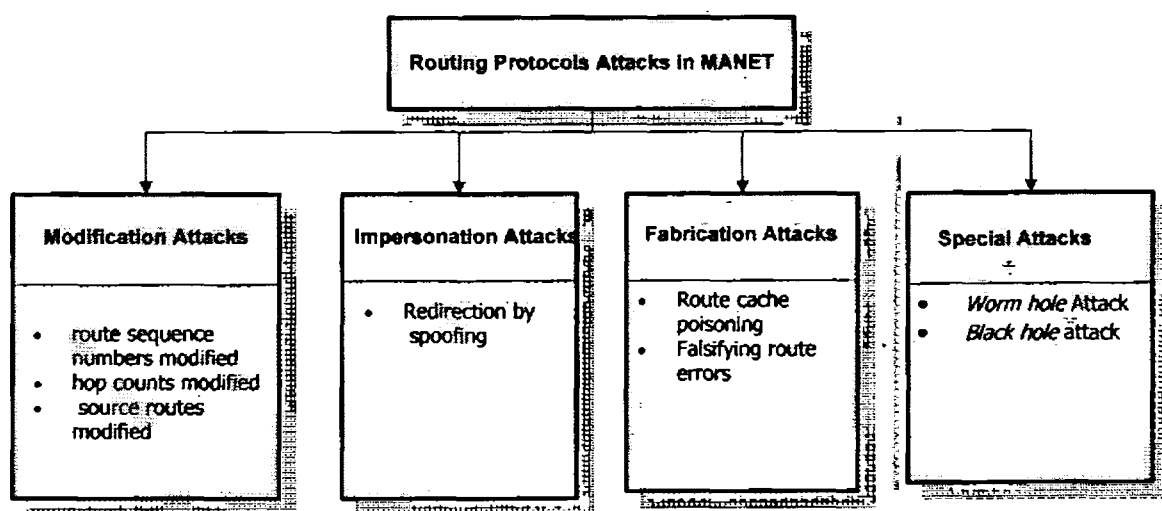 Routing Protocols Attacks in MANET
Modification Attacks
• route sequence
numbers modified
• hop counts modified
• source routes
modified
Impersonation Attacks
• Redirection by
spoofing
Fabrication Attacks
• Route cache
poisoning
• Falsifying route
errors
Special Attacks
• Worm hole Attack
• Black hole attack